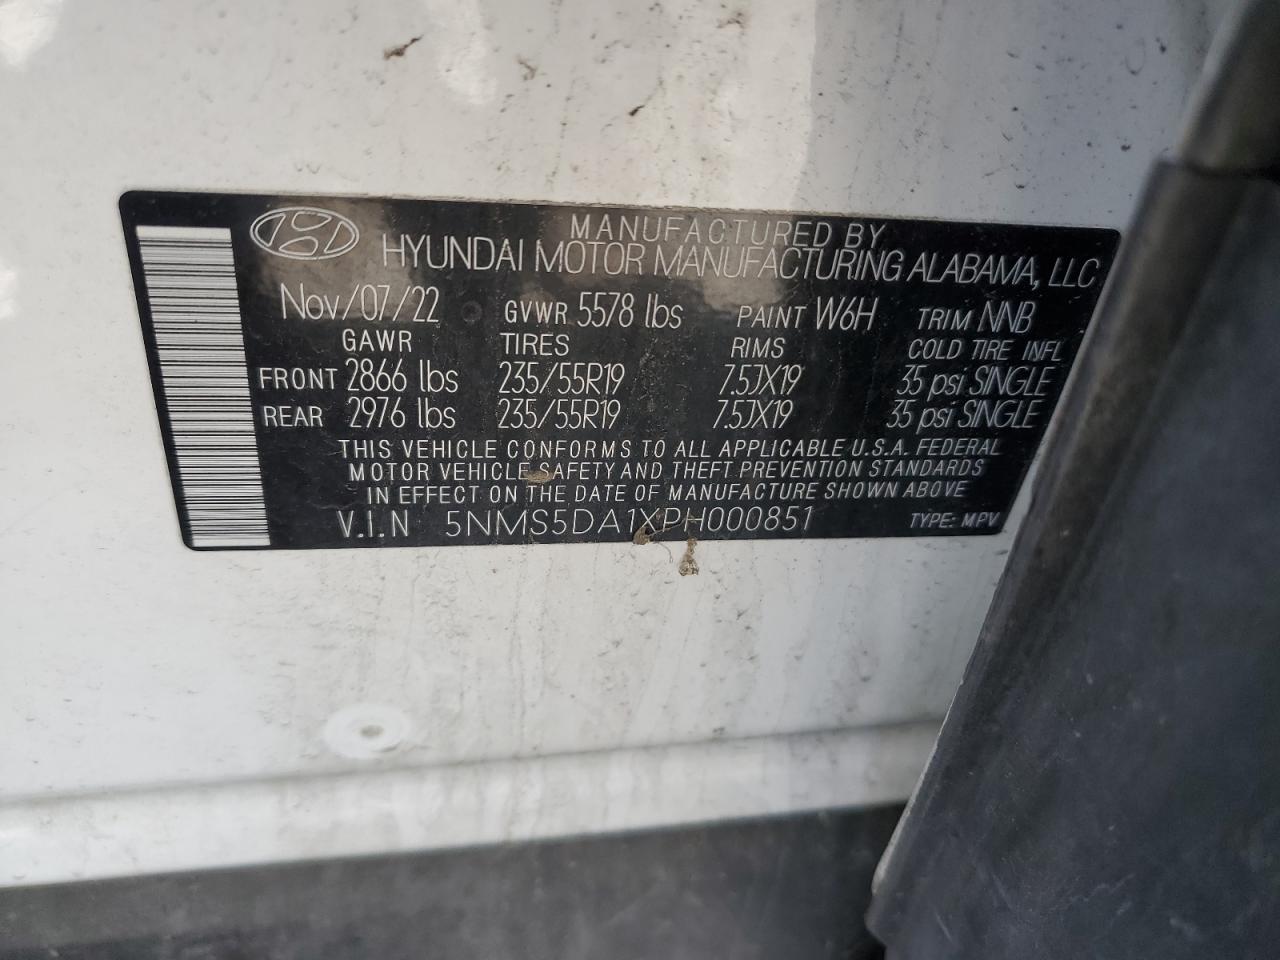 MANUFACTURED BY
HYUNDAI MOTOR MANUFACTURING ALABAMA, LLC
Nov/07/22 GVWR 5578 lbs PAINT W6H TRIM NNB
GAWR TIRES RIMS COLD TIRE INFL
FRONT 2866 lbs 235/55R19 7.5JX19 35 psi SINGLE
REAR 2976 lbs 235/55R19 7.5JX19 35 psi SINGLE
THIS VEHICLE CONFORMS TO ALL APPLICABLE U.S.A. FEDERAL
MOTOR VEHICLE SAFETY AND THEFT PREVENTION STANDARDS
IN EFFECT ON THE DATE OF MANUFACTURE SHOWN ABOVE
V.I.N 5NMS5DA1XPH000851 TYPE: MPV